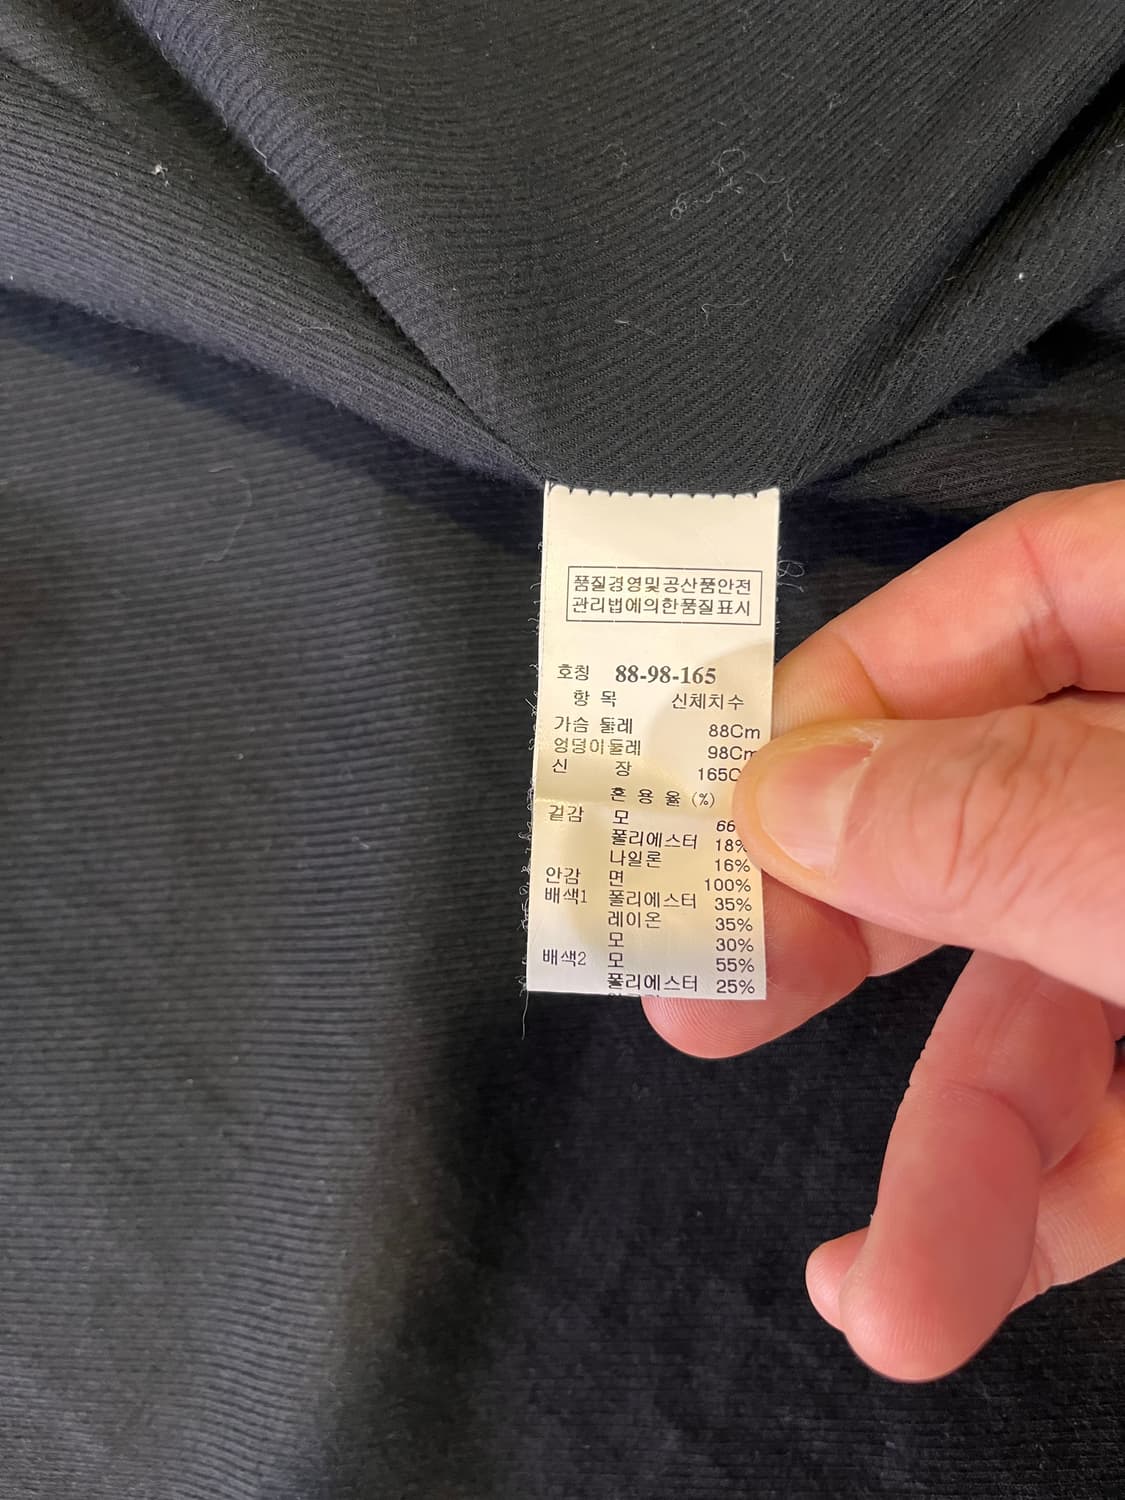 품질경영및공산품안전
관리법에의한품질표시
호칭 88-98-165
항 목 신체치수
가슴 둘레 88Cm
엉덩이둘레 98Cm
신 장 165C
혼 용 율 (%)
겉감 모 66
폴리에스터 18%
나일론 16%
안감 면 100%
배색1 폴리에스터 35%
레이온 35%
모 30%
배색2 모 55%
폴리에스터 25%